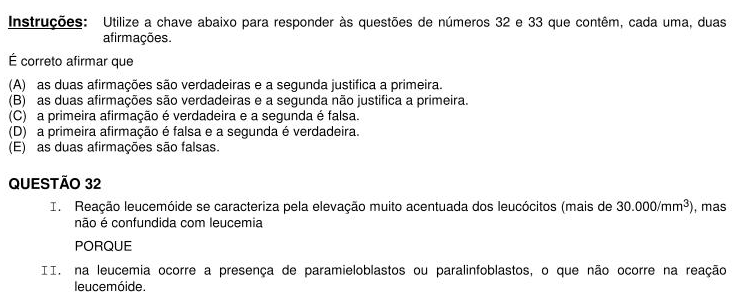 Instruções: Utilize a chave abaixo para responder às questões de números 32 e 33 que contêm, cada uma, duas
afirmações.
É correto afirmar que
(A) as duas afirmações são verdadeiras e a segunda justifica a primeira.
(B) as duas afirmações são verdadeiras e a segunda não justifica a primeira.
(C) a primeira afirmação é verdadeira e a segunda é falsa.
(D) a primeira afirmação é falsa e a segunda é verdadeira.
(E) as duas afirmações são falsas.
QUESTÃO 32
I. Reação leucemóide se caracteriza pela elevação muito acentuada dos leucócitos (mais de 30.000/mm³), mas
não é confundida com leucemia
PORQUE
II. na leucemia ocorre a presença de paramieloblastos ou paralinfoblastos, o que não ocorre na reação
leucemóide.